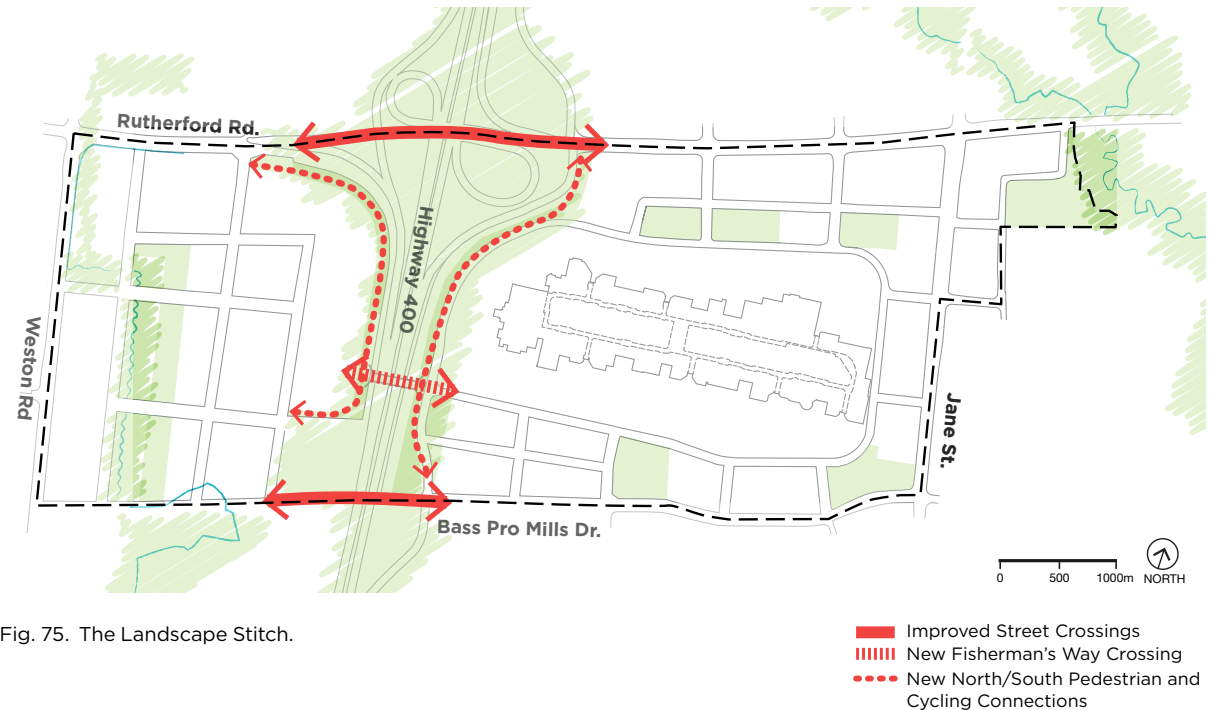 Rutherford Rd.
Highway 400
Weston Rd
Jane St.
Bass Pro Mills Dr.
0 500 1000m
NORTH
Fig. 75. The Landscape Stitch.
Improved Street Crossings
New Fisherman's Way Crossing
New North/South Pedestrian and
Cycling Connections